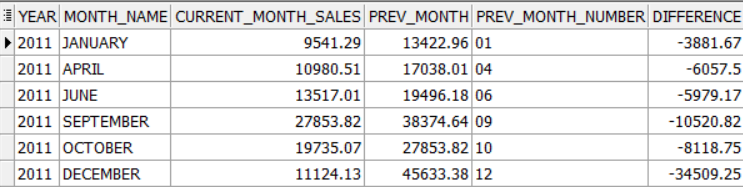 YEAR MONTH_NAME CURRENT_MONTH_SALES PREV_MONTH PREV_MONTH_NUMBER DIFFERENCE
2011 JANUARY 9541.29 13422.96 01 -3881.67
2011 APRIL 10980.51 17038.01 04 -6057.5
2011 JUNE 13517.01 19496.18 06 -5979.17
2011 SEPTEMBER 27853.82 38374.64 09 -10520.82
2011 OCTOBER 19735.07 27853.82 10 -8118.75
2011 DECEMBER 11124.13 45633.38 12 -34509.25